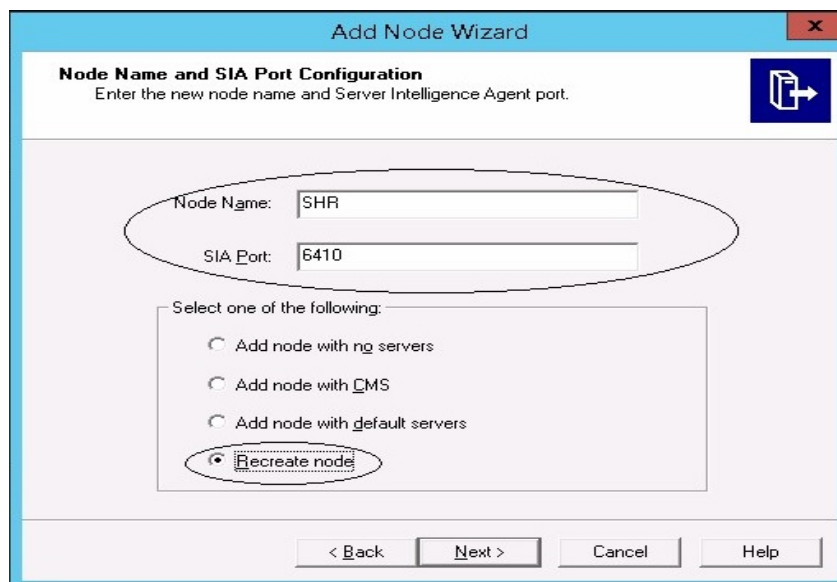 Add Node Wizard
x
Node Name and SIA Port Configuration
Enter the new node name and Server Intelligence Agent port.
Node Name: SHR
SIA Port: 6410
Select one of the following:
Add node with no servers
Add node with CMS
Add node with default servers
Recreate node
< Back Next > Cancel Help